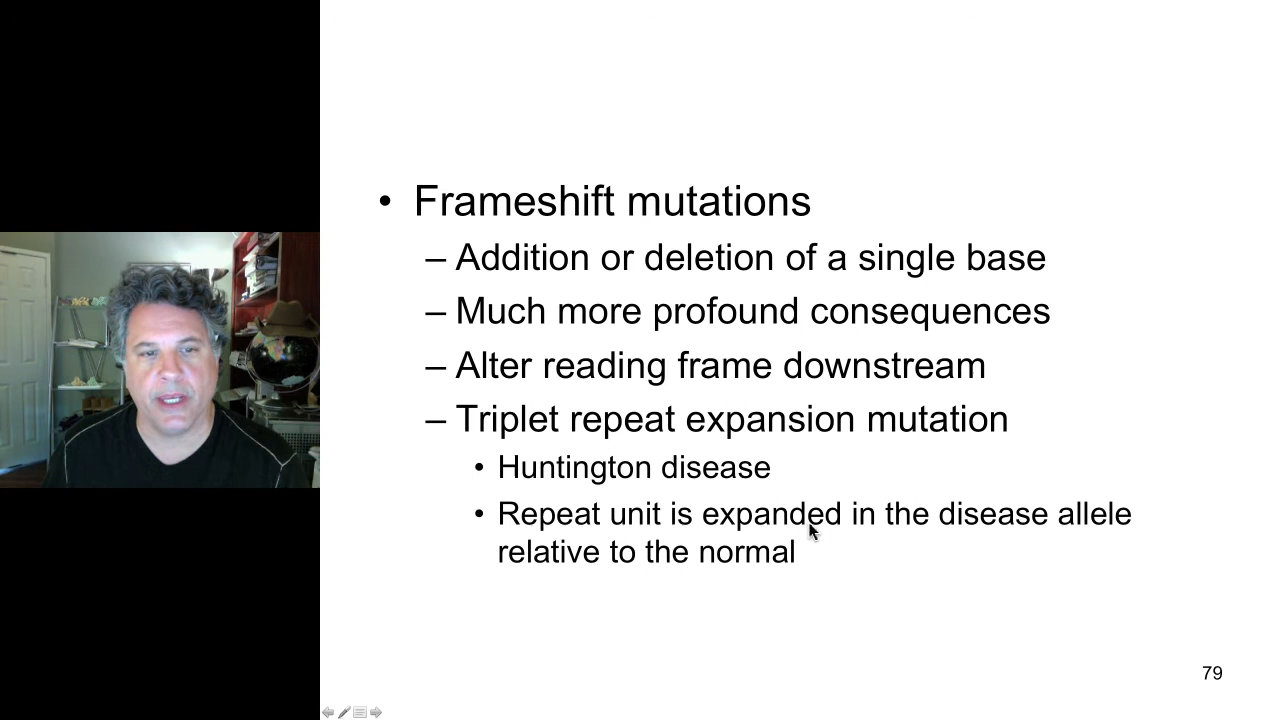 • Frameshift mutations
– Addition or deletion of a single base
– Much more profound consequences
– Alter reading frame downstream
– Triplet repeat expansion mutation
• Huntington disease
• Repeat unit is expanded in the disease allele
relative to the normal
79